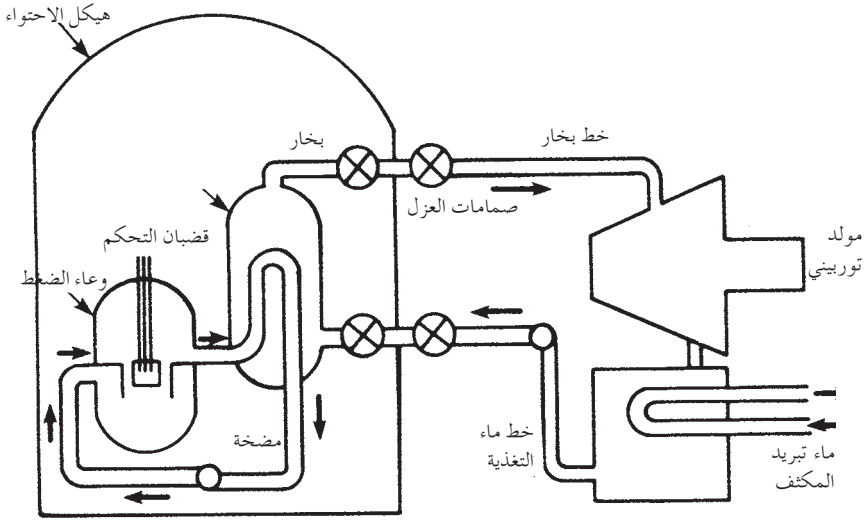 هيكل الاحتواء
بخار
خط بخار
صمامات العزل
قضبان التحكم
وعاء الضغط
مولد
توربيني
مضخة
خط ماء
التغذية
ماء تبريد
المكثف